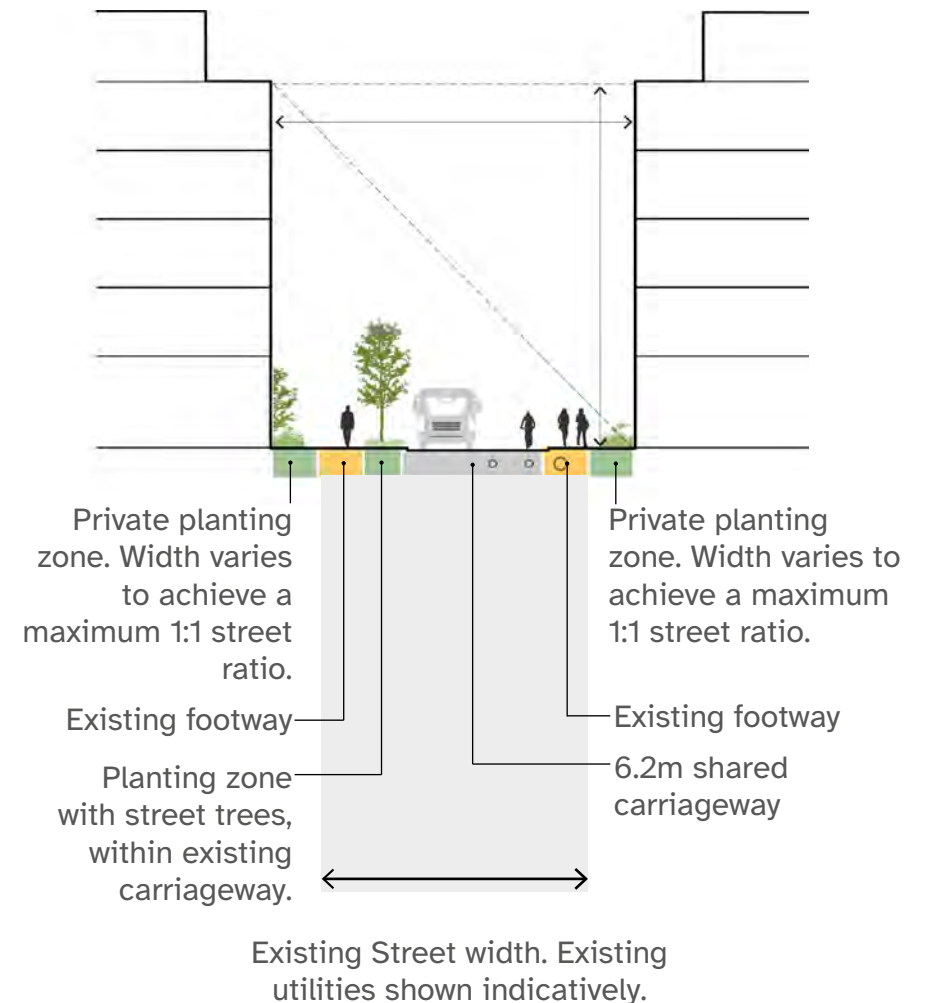 Private planting
zone. Width varies
to achieve a
maximum 1:1 street
ratio.
Existing footway
Planting zone
with street trees,
within existing
carriageway.
Private planting
zone. Width varies to
achieve a maximum
1:1 street ratio.
Existing footway
6.2m shared
carriageway
Existing Street width. Existing
utilities shown indicatively.